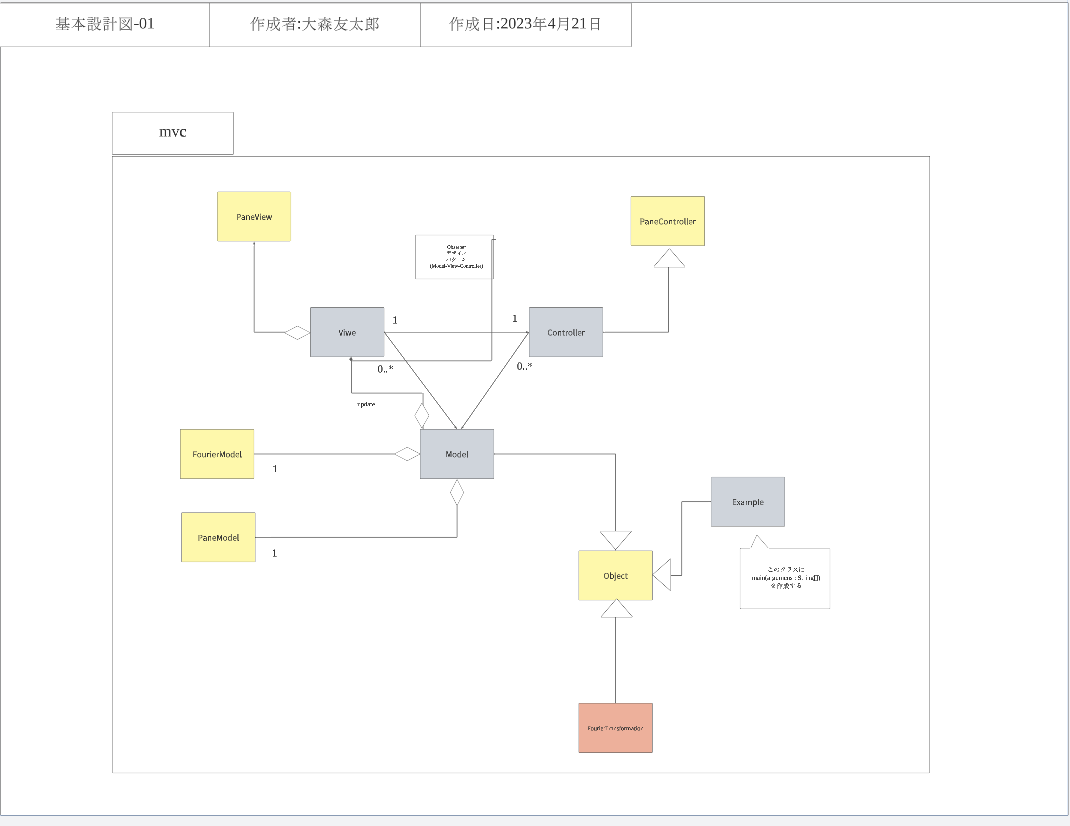 基本設計図-01
作成者:大森友太郎
作成日:2023年4月21日
mvc
PaneView
PaneController
Observer
デザイン
パターン
(Model-View-Controller)
1
1
Viwe
Controller
0..*
0..*
update
FourierModel
1
Model
Example
PaneModel
1
Object
このクラスに
main(argument : String[])
を作成する
FourierTransformation